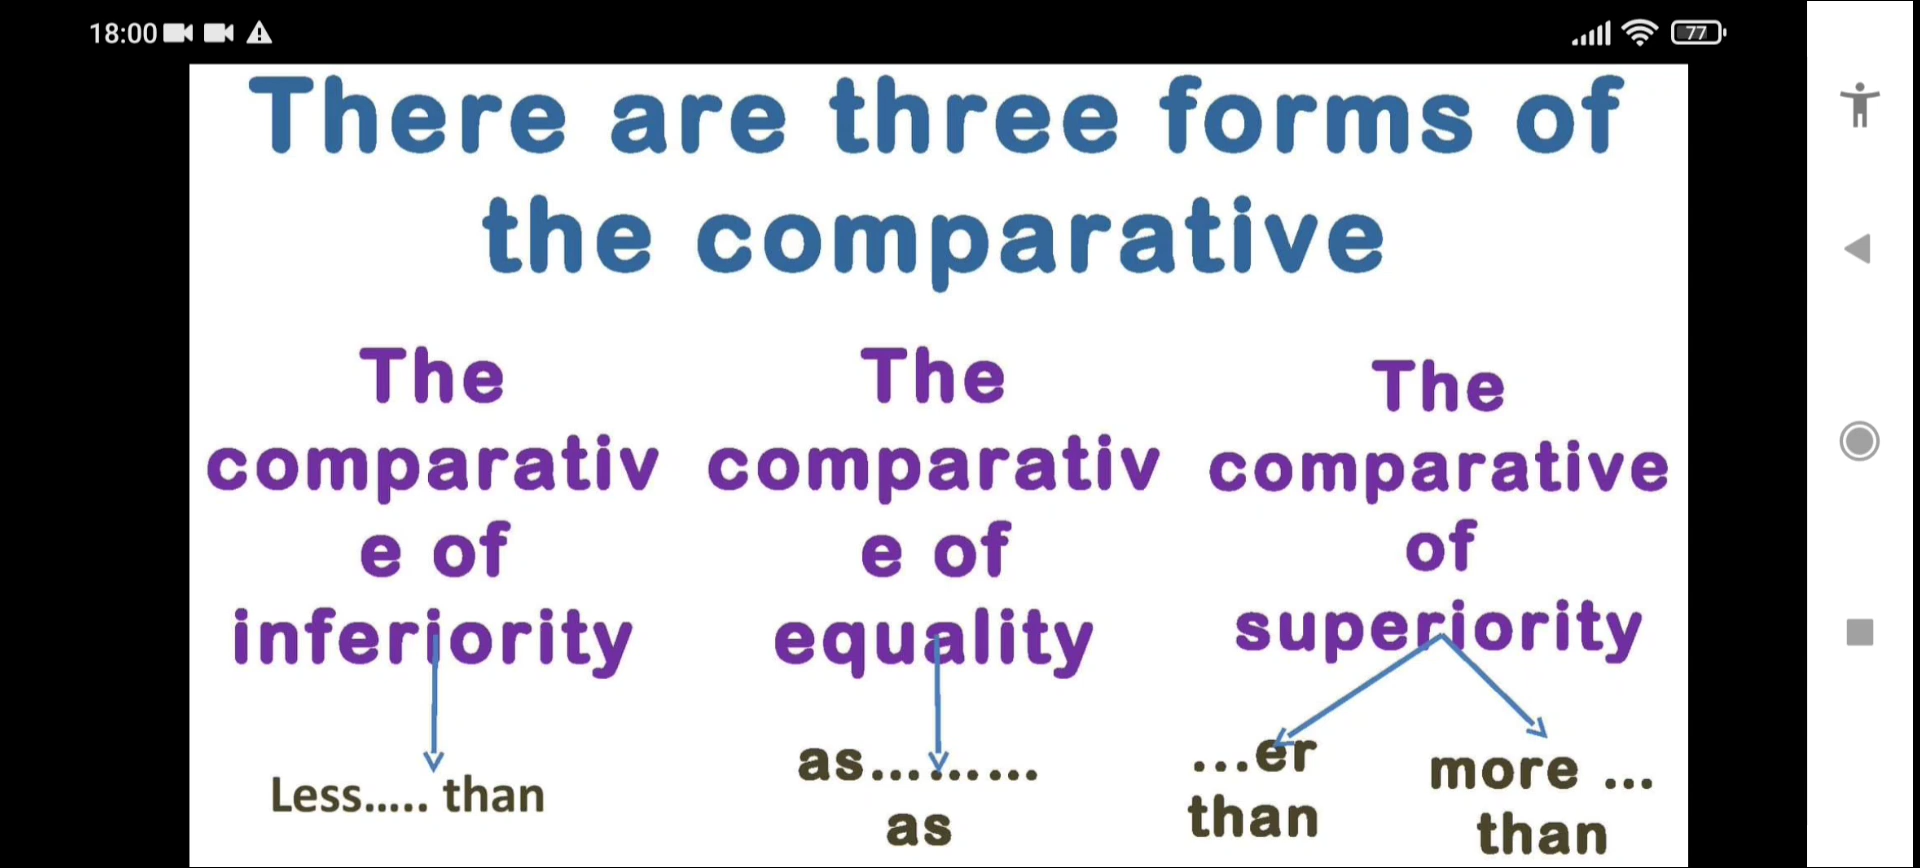 18:00
77
There are three forms of
the comparative
The
comparativ
e of
inferiority
Less..... than
The
comparativ
e of
equality
as.........
as
The
comparative
of
superiority
...er
than
more ...
than